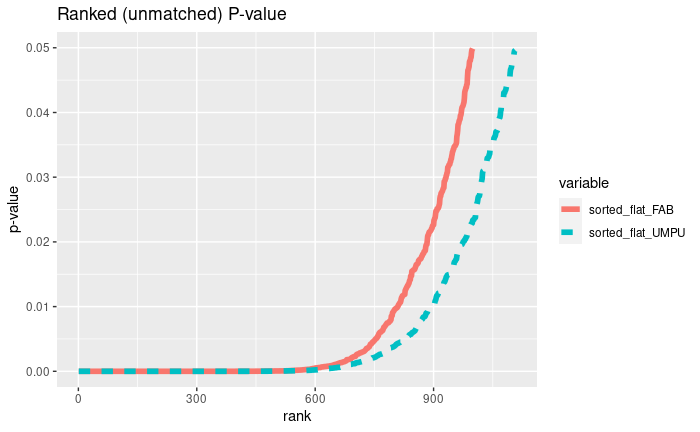 Ranked (unmatched) P-value
0.05
0.04
0.03
0.02
0.01
0.00
p-value
0
300
600
900
rank
variable
sorted_flat_FAB
sorted_flat_UMPU